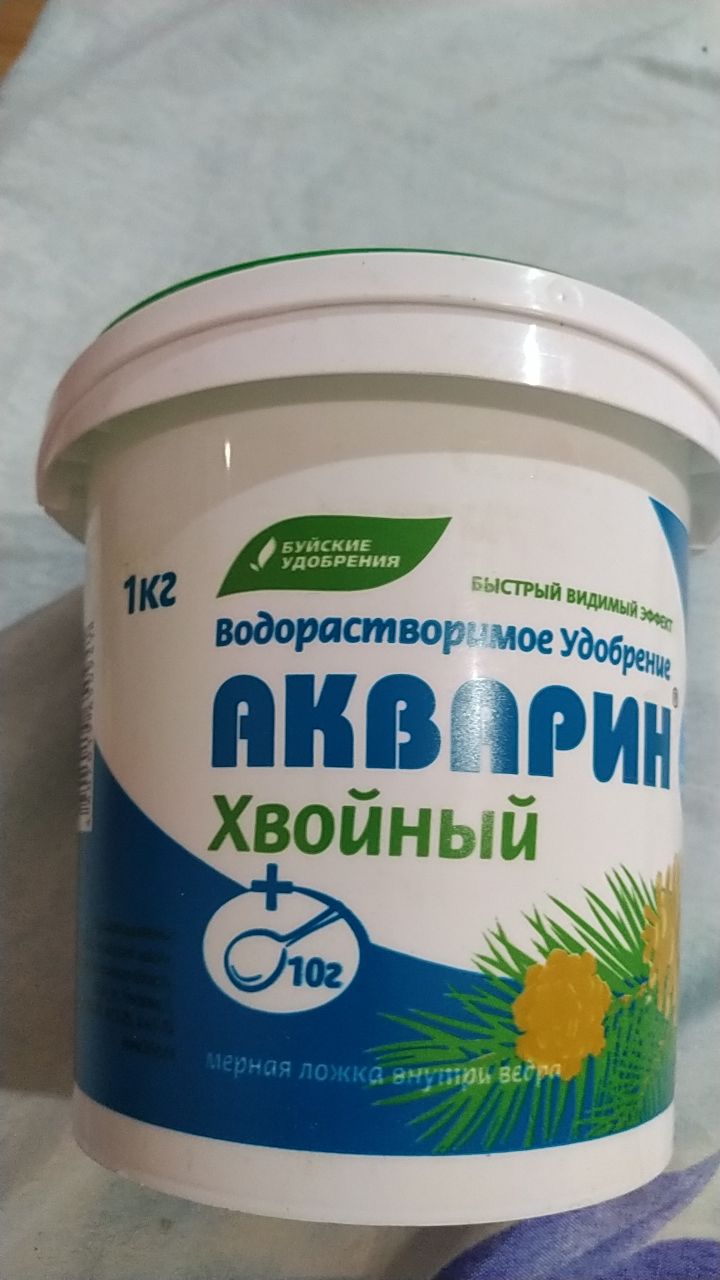 БУЙСКИЕ
УДОБРЕНИЯ
1кг
БЫСТРЫЙ ВИДИМЫЙ ЭФФЕКТ
Водорастворимое Удобрение
АКВАРИН®
Хвойный
+
10г
мерная ложка внутри ведра